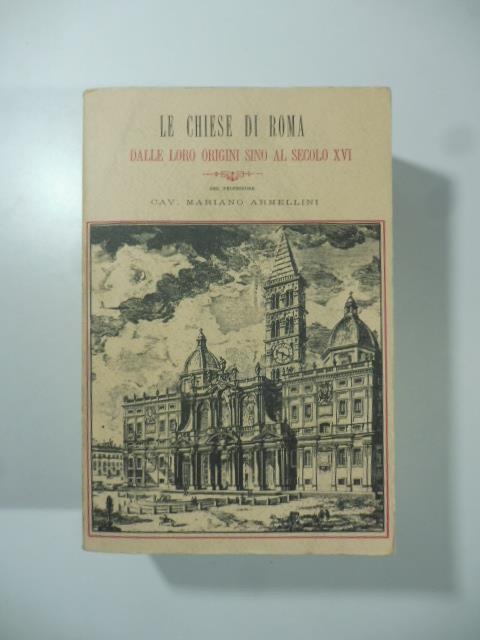 LE CHIESE DI ROMA
DALLE LORO ORIGINI SINO AL SECOLO XVI
DEL PROFESSORE
CAV. MARIANO ARMELLINI